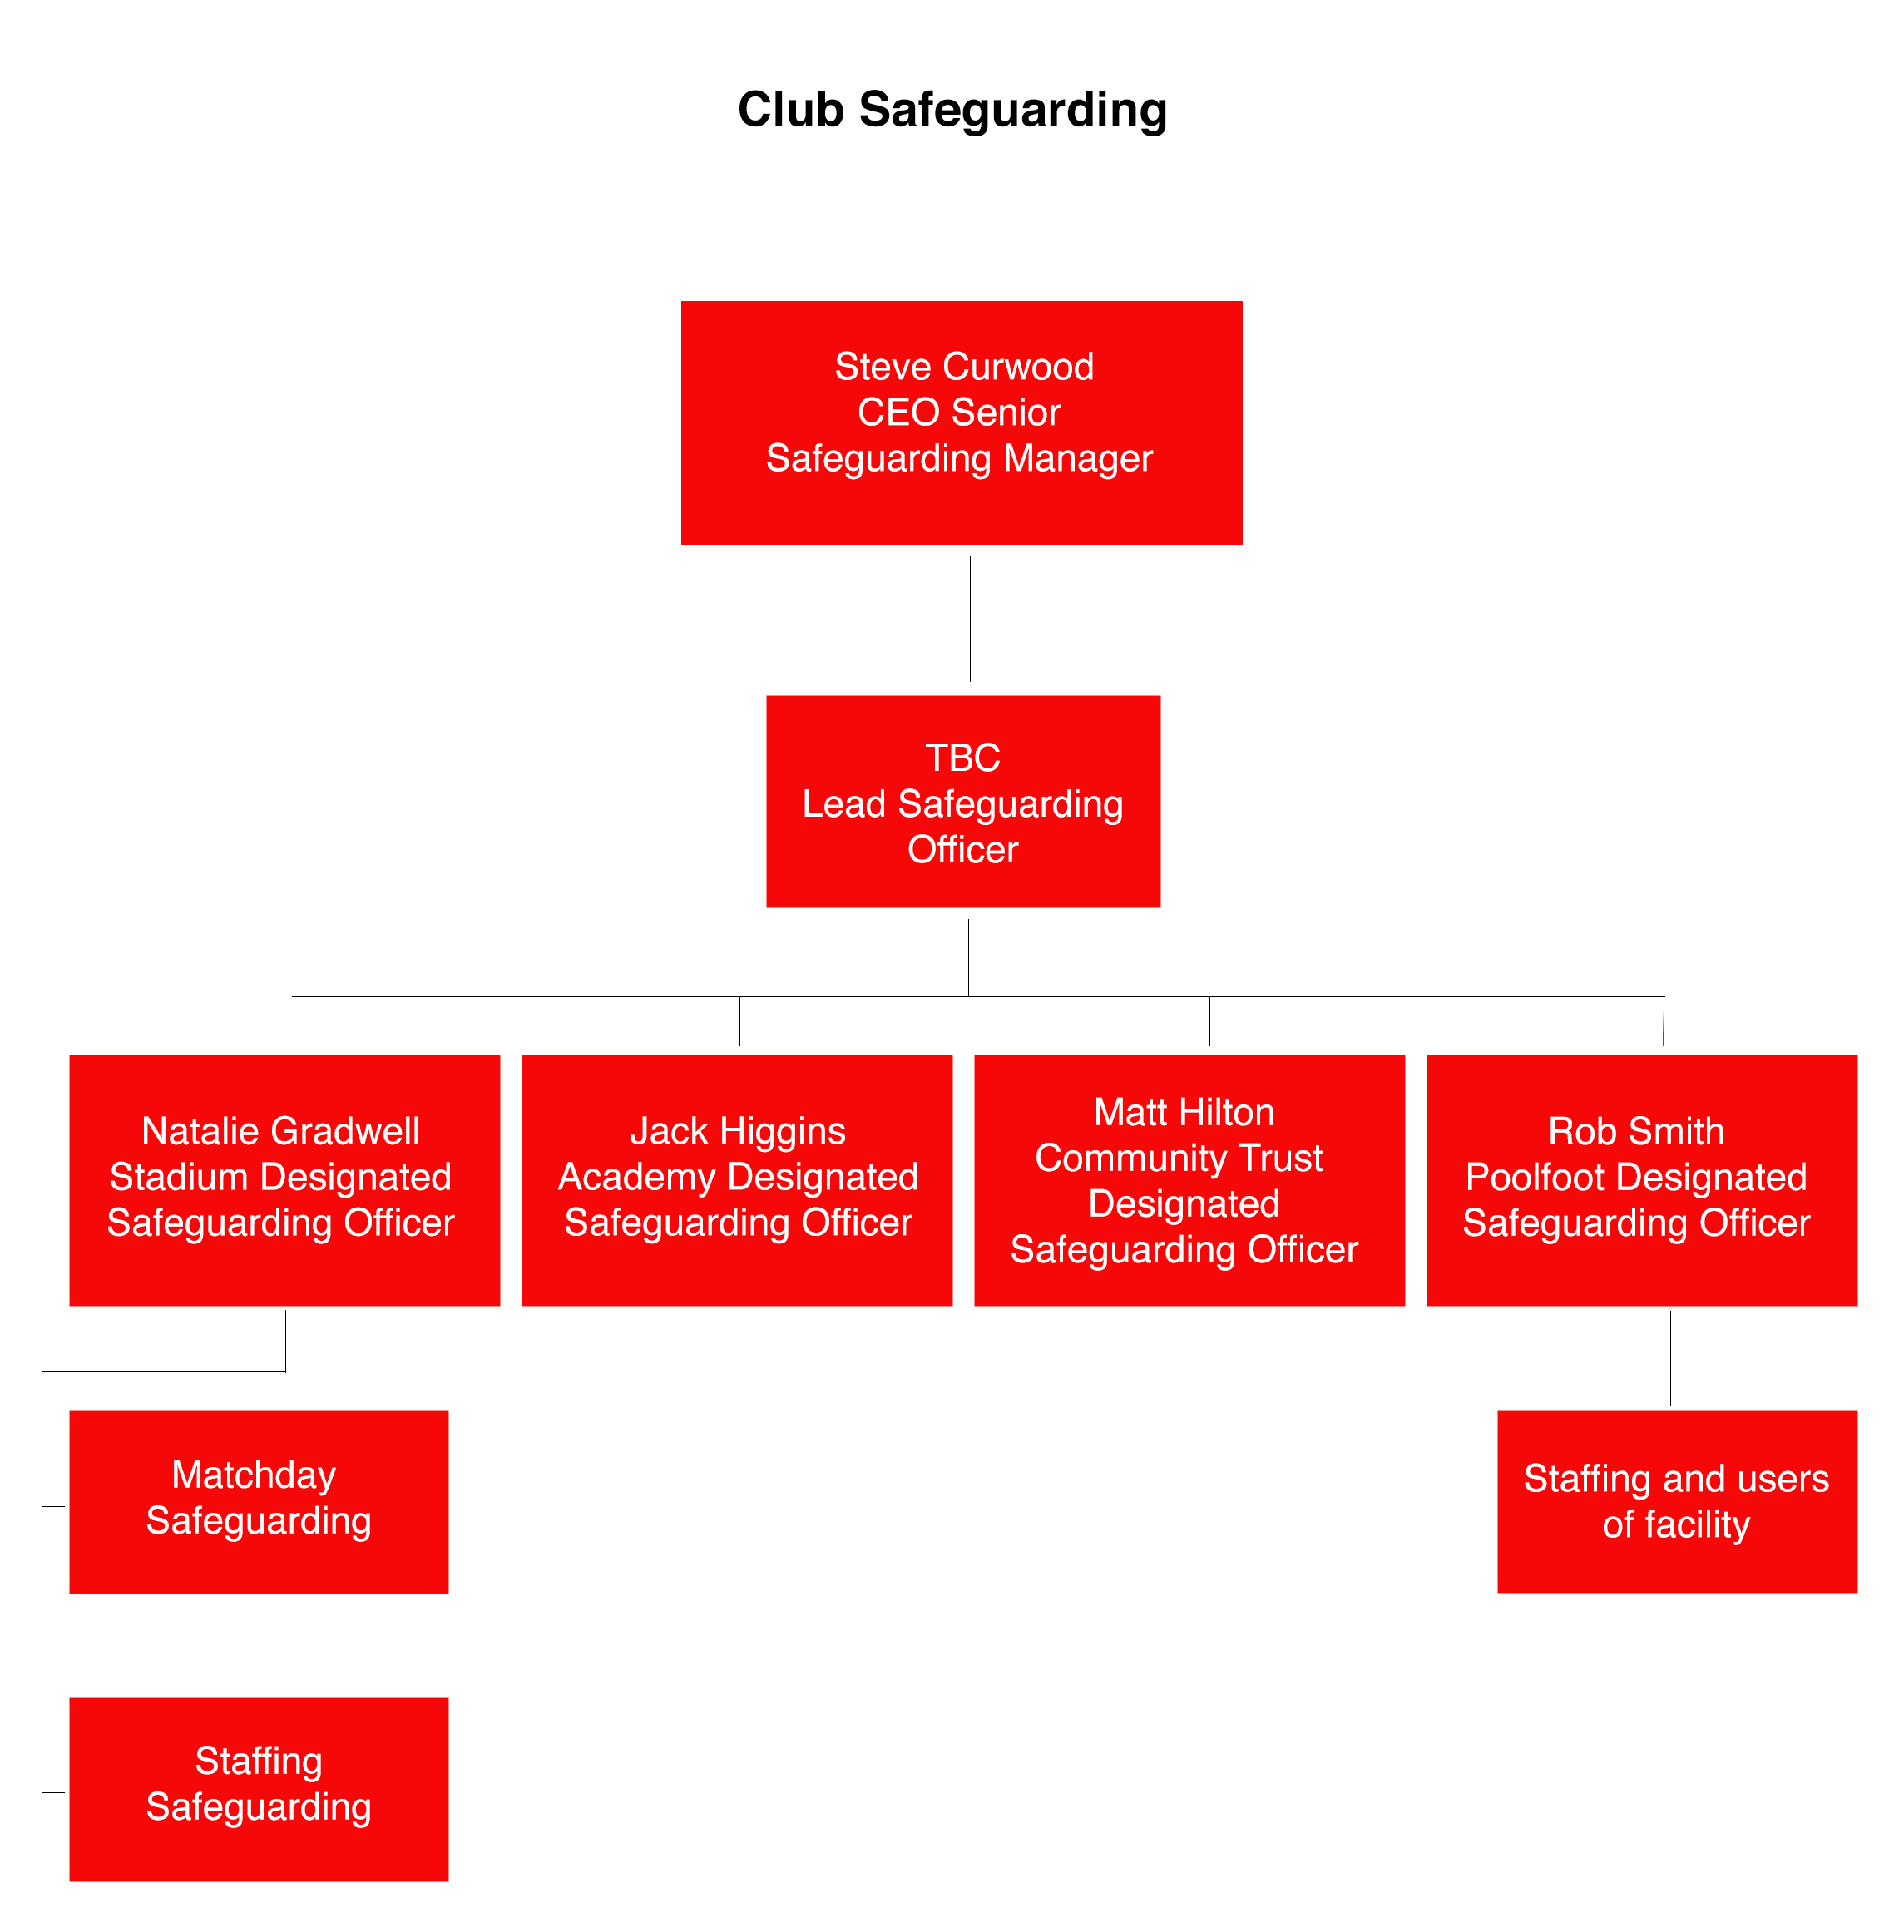 Club Safeguarding
Steve Curwood
CEO Senior
Safeguarding Manager
TBC
Lead Safeguarding
Officer
Natalie Gradwell
Stadium Designated
Safeguarding Officer
Jack Higgins
Academy Designated
Safeguarding Officer
Matt Hilton
Community Trust
Designated
Safeguarding Officer
Rob Smith
Poolfoot Designated
Safeguarding Officer
Matchday
Safeguarding
Staffing and users
of facility
Staffing
Safeguarding